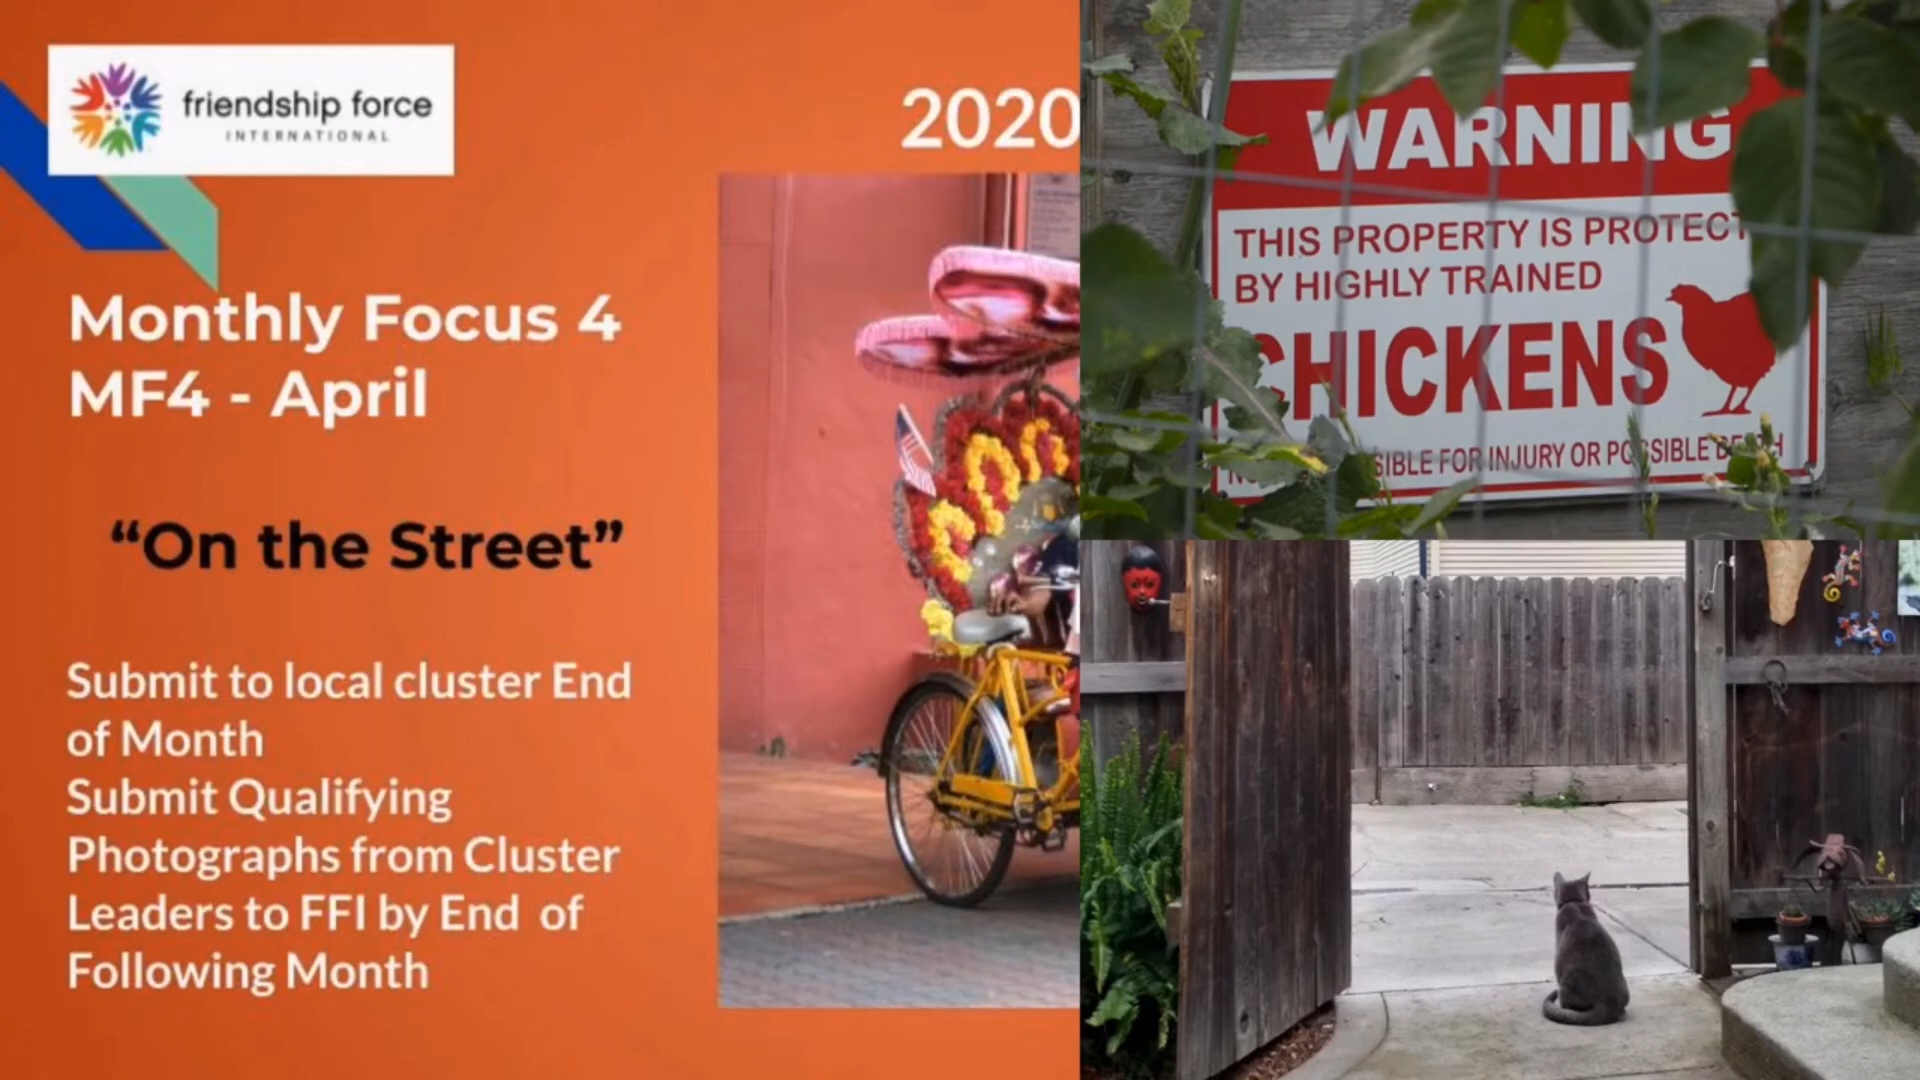 friendship force
INTERNATIONAL
2020
Monthly Focus 4
MF4 - April
“On the Street”
Submit to local cluster End
of Month
Submit Qualifying
Photographs from Cluster
Leaders to FFI by End of
Following Month
WARNING
THIS PROPERTY IS PROTECT
BY HIGHLY TRAINED
CHICKENS
SIBLE FOR INJURY OR POSSIBLE DEATH